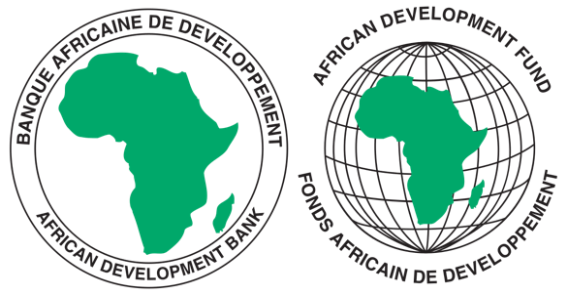 BANQUE AFRICAINE DE DEVELOPPEMENT
AFRICAN DEVELOPMENT BANK
AFRICAN DEVELOPMENT FUND
FONDS AFRICAIN DE DEVELOPPEMENT